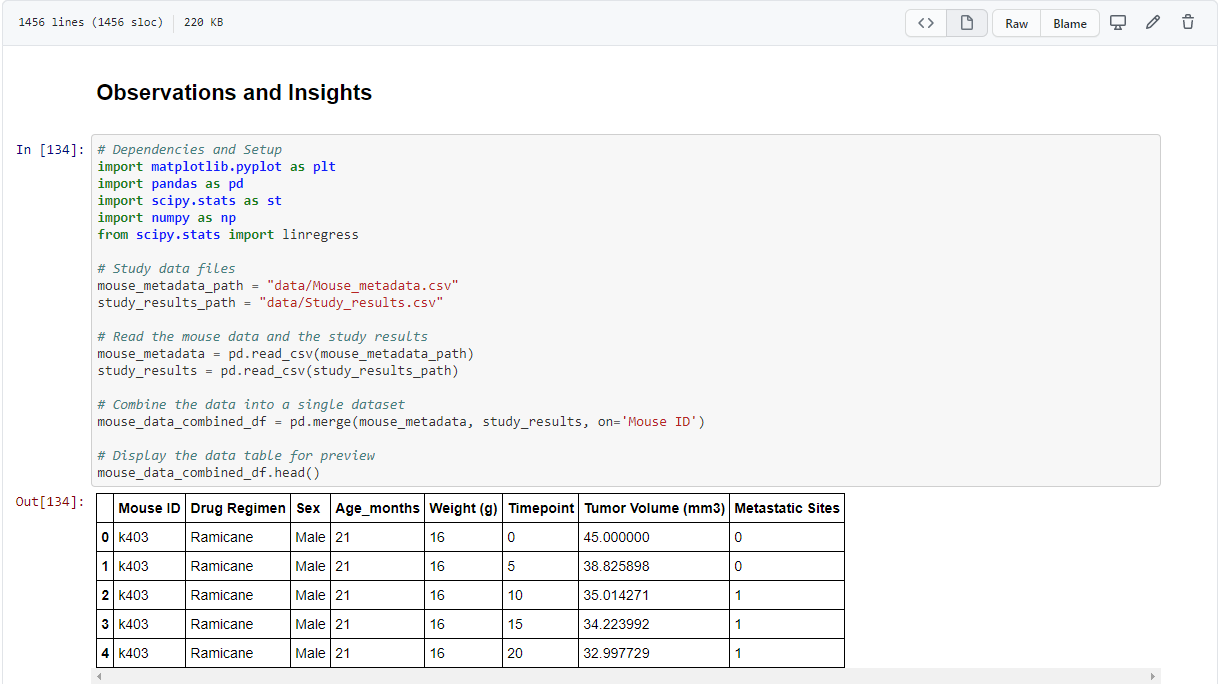 1456 lines (1456 sloc) 220 KB
Raw Blame
Observations and Insights
In [134]:
# Dependencies and Setup
import matplotlib.pyplot as plt
import pandas as pd
import scipy.stats as st
import numpy as np
from scipy.stats import linregress
# Study data files
mouse_metadata_path = "data/Mouse_metadata.csv"
study_results_path = "data/Study_results.csv"
# Read the mouse data and the study results
mouse_metadata = pd.read_csv(mouse_metadata_path)
study_results = pd.read_csv(study_results_path)
# Combine the data into a single dataset
mouse_data_combined_df = pd.merge(mouse_metadata, study_results, on='Mouse ID')
# Display the data table for preview
mouse_data_combined_df.head()
Out[134]:
Mouse ID Drug Regimen Sex Age_months Weight (g) Timepoint Tumor Volume (mm3) Metastatic Sites
0 k403 Ramicane Male 21 16 0 45.000000 0
1 k403 Ramicane Male 21 16 5 38.825898 0
2 k403 Ramicane Male 21 16 10 35.014271 1
3 k403 Ramicane Male 21 16 15 34.223992 1
4 k403 Ramicane Male 21 16 20 32.997729 1